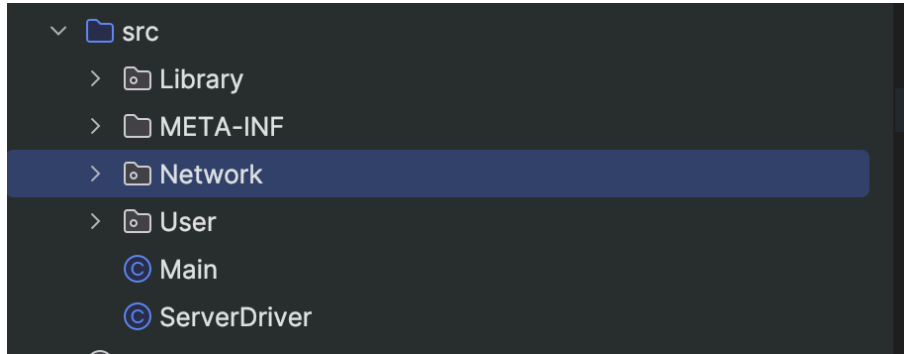 src
Library
META-INF
Network
User
Main
ServerDriver